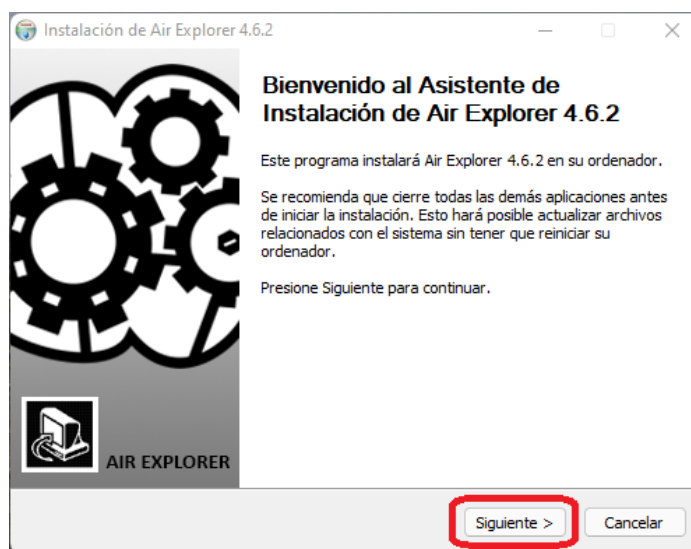 Instalación de Air Explorer 4.6.2
Bienvenido al Asistente de
Instalación de Air Explorer 4.6.2
Este programa instalará Air Explorer 4.6.2 en su ordenador.
Se recomienda que cierre todas las demás aplicaciones antes
de iniciar la instalación. Esto hará posible actualizar archivos
relacionados con el sistema sin tener que reiniciar su
ordenador.
Presione Siguiente para continuar.
AIR EXPLORER
Siguiente >
Cancelar